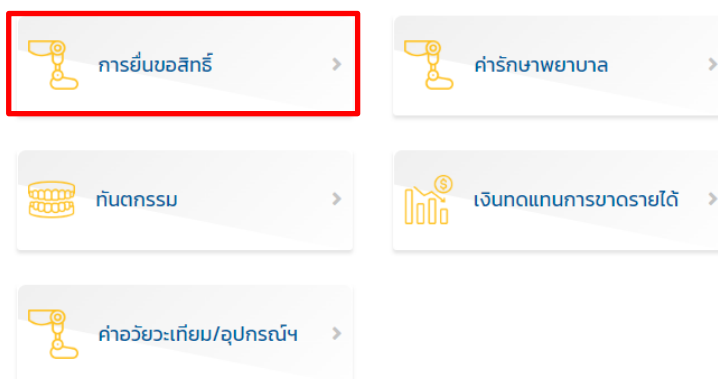 การยื่นขอสิทธิ์
ค่ารักษาพยาบาล
ทันตกรรม
เงินทดแทนการขาดรายได้
ค่าอวัยวะเทียม/อุปกรณ์ฯ